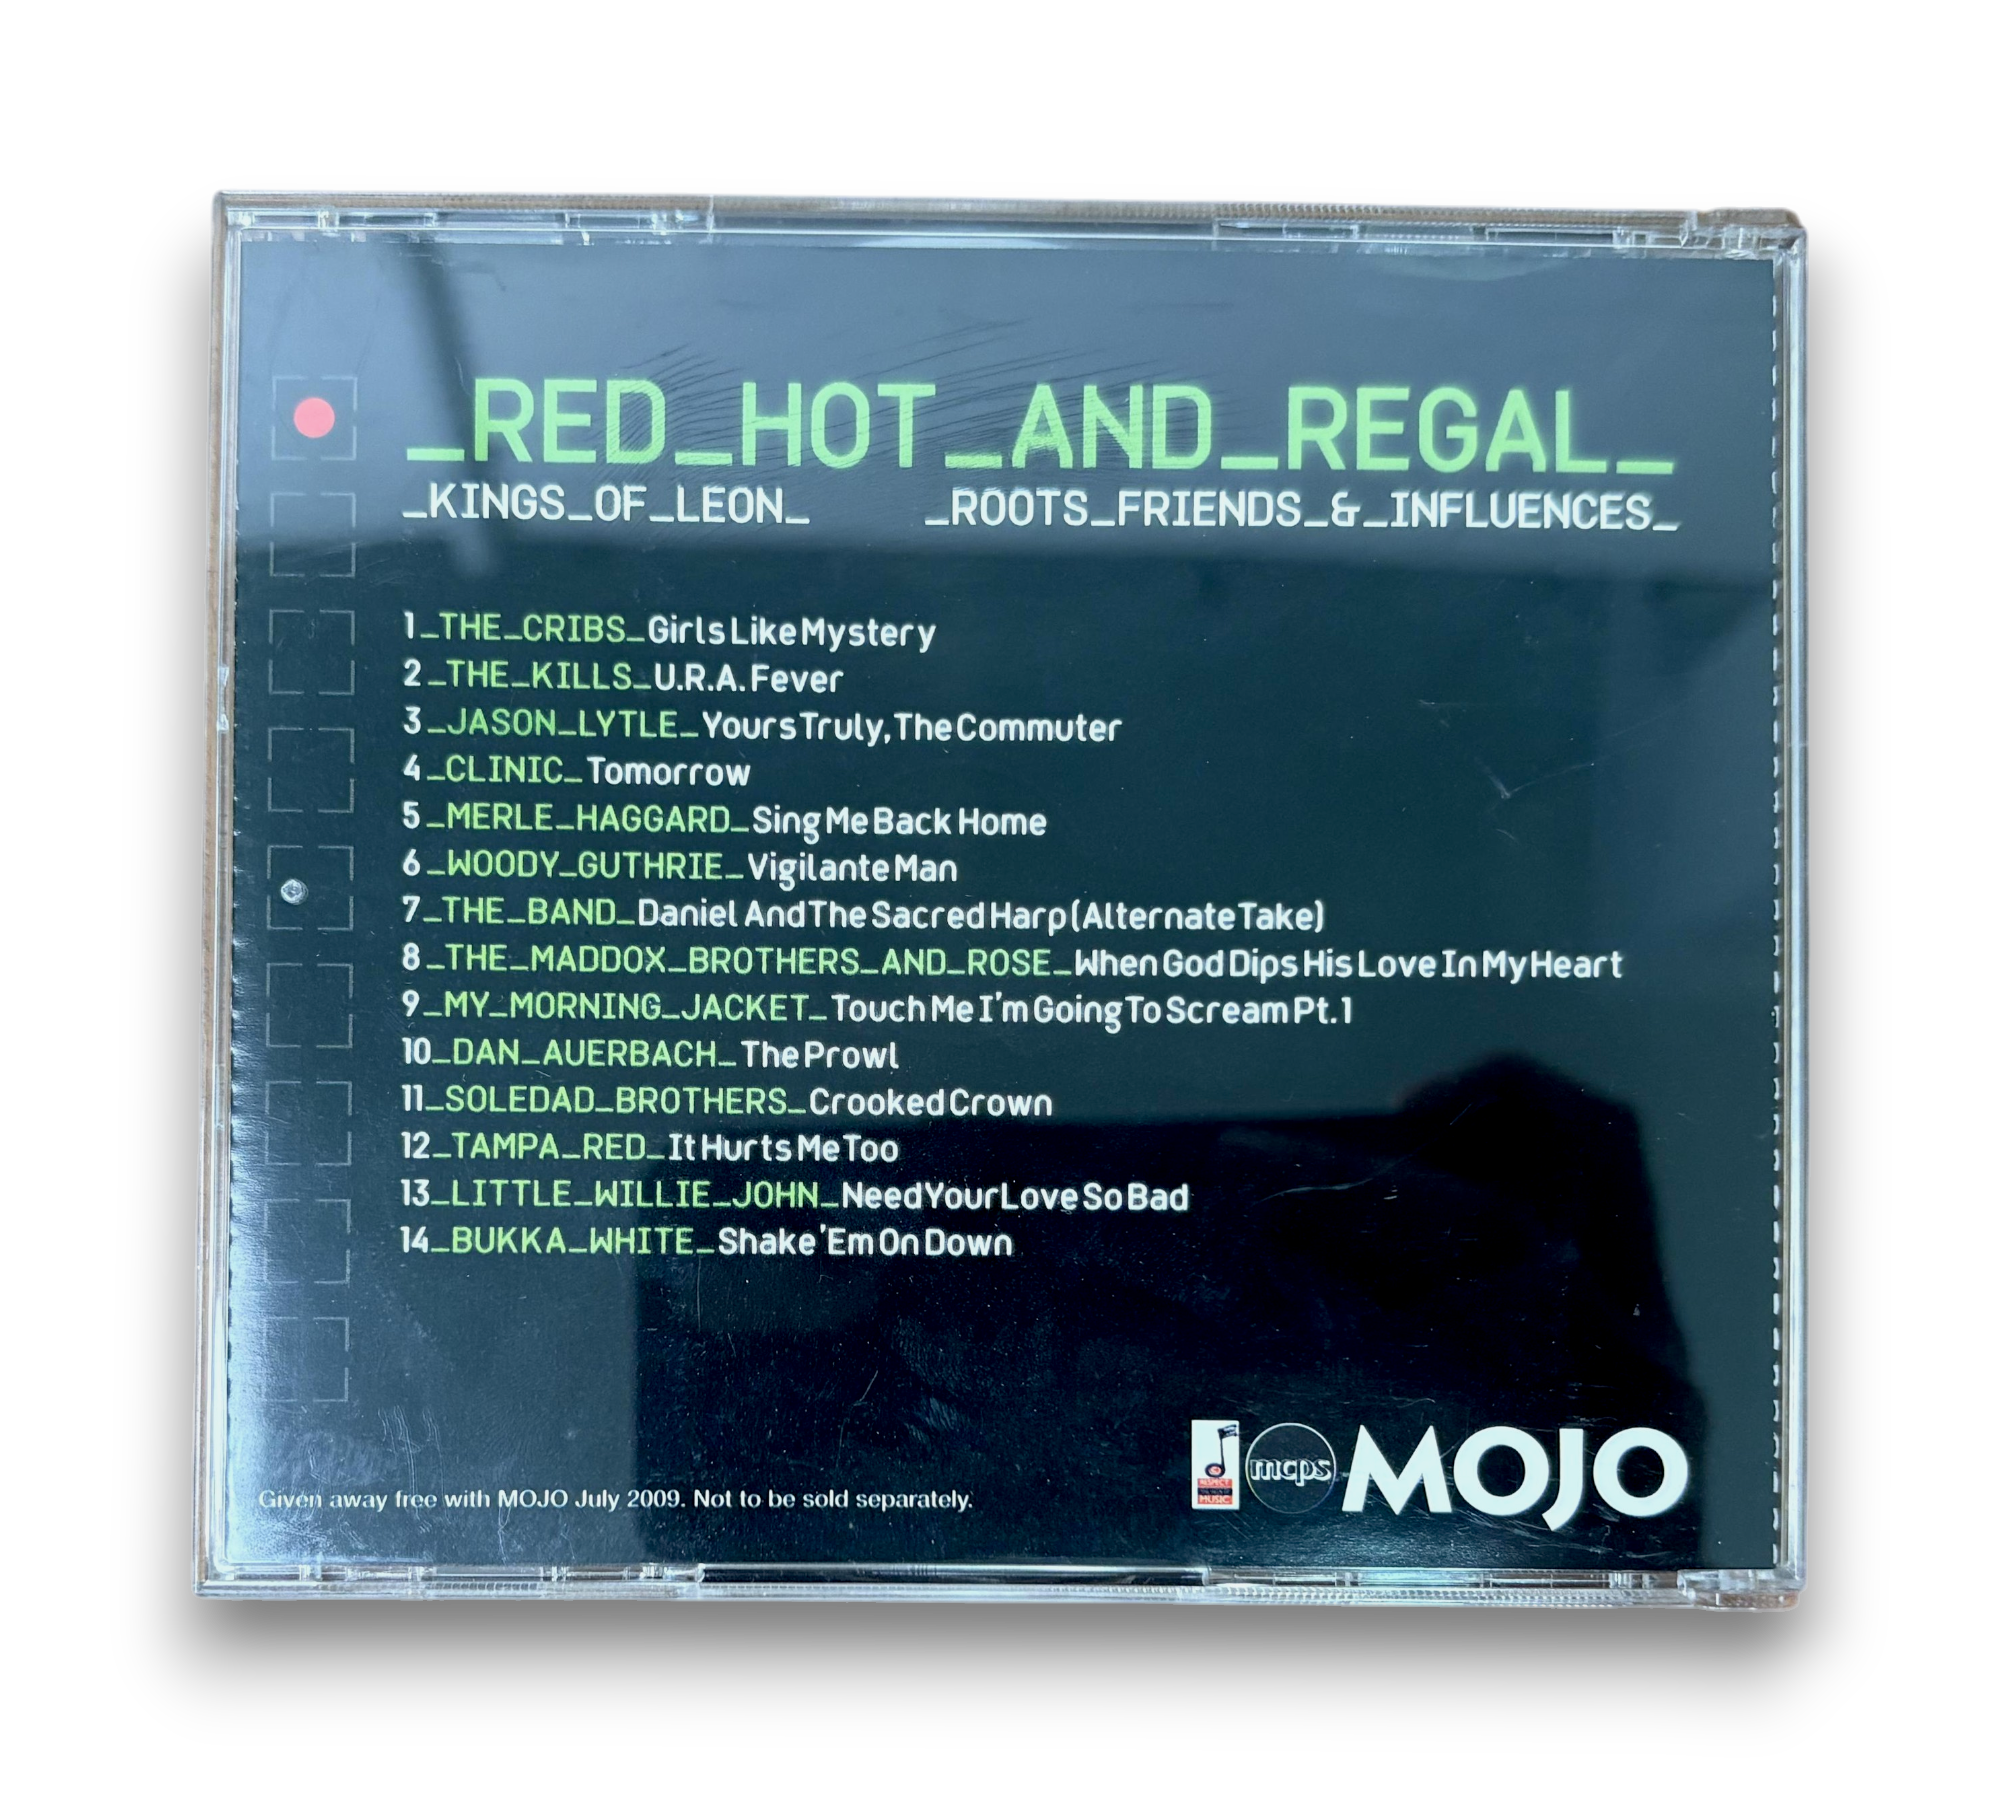 _RED_HOT_AND_REGAL_
_KINGS_OF_LEON_ _ROOTS_FRIENDS_&_INFLUENCES_
1_THE_CRIBS_Girls Like Mystery
2_THE_KILLS_U.R.A. Fever
3_JASON_LYTLE_Yours Truly, The Commuter
4_CLINIC_Tomorrow
5_MERLE_HAGGARD_Sing Me Back Home
6_WOODY_GUTHRIE_Vigilante Man
7_THE_BAND_Daniel And The Sacred Harp (Alternate Take)
8_THE_MADDOX_BROTHERS_AND_ROSE_When God Dips His Love In My Heart
9_MY_MORNING_JACKET_Touch Me I'm Going To Scream Pt. 1
10_DAN_AUERBACH_The Prowl
11_SOLEDAD_BROTHERS_Crooked Crown
12_TAMPA_RED_It Hurts Me Too
13_LITTLE_WILLIE_JOHN_Need Your Love So Bad
14_BUKKA_WHITE_Shake 'Em On Down
mcps MOJO
MUSIC
Given away free with MOJO July 2009. Not to be sold separately.